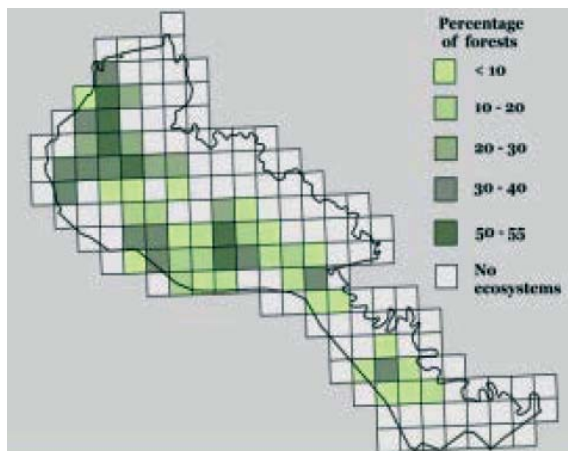 Percentage
of forests
< 10
10 - 20
20 - 30
30 - 40
50 - 55
No
ecosystems